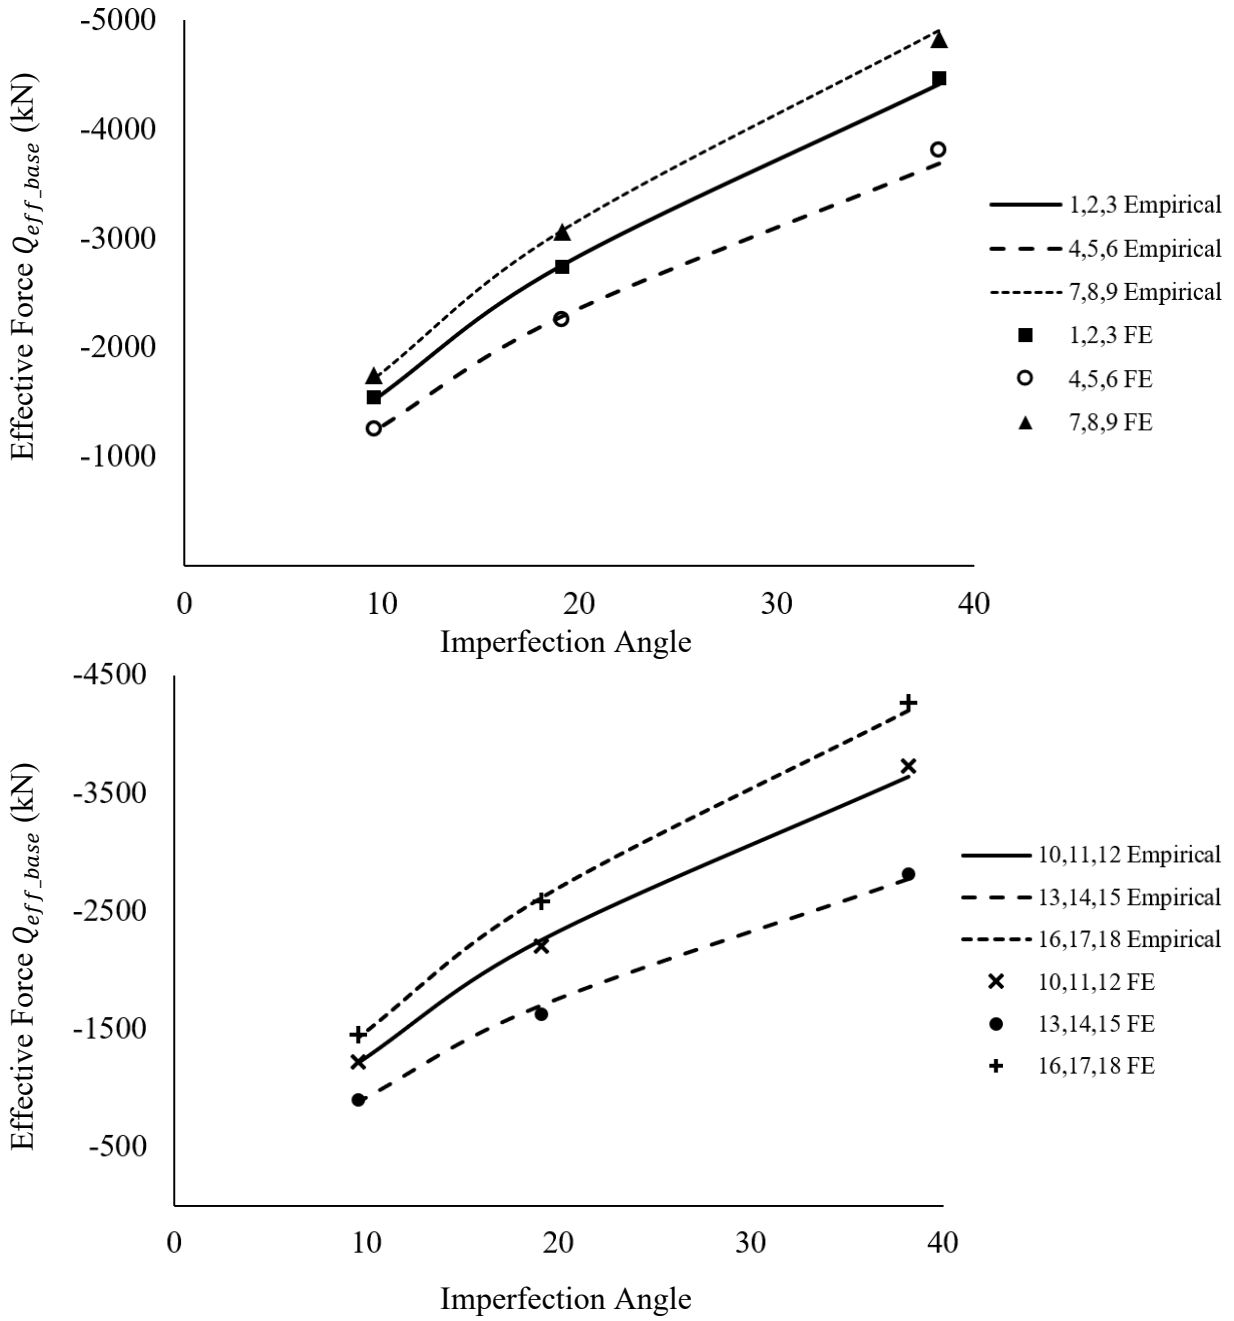 -5000
-4000
-3000
-2000
-1000
Effective Force Q_eff_base (kN)
0 10 20 30 40
Imperfection Angle
1,2,3 Empirical
4,5,6 Empirical
7,8,9 Empirical
1,2,3 FE
4,5,6 FE
7,8,9 FE
-4500
-3500
-2500
-1500
-500
Effective Force Q_eff_base (kN)
0 10 20 30 40
Imperfection Angle
10,11,12 Empirical
13,14,15 Empirical
16,17,18 Empirical
10,11,12 FE
13,14,15 FE
16,17,18 FE